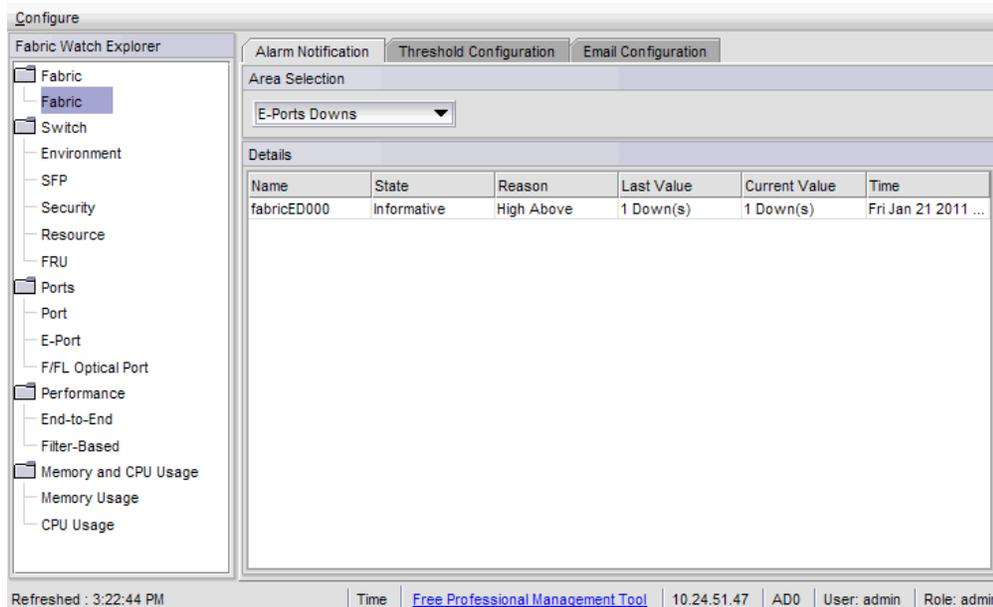 Configure
Fabric Watch Explorer
Fabric
Fabric
Switch
Environment
SFP
Security
Resource
FRU
Ports
Port
E-Port
F/FL Optical Port
Performance
End-to-End
Filter-Based
Memory and CPU Usage
Memory Usage
CPU Usage
Alarm Notification Threshold Configuration Email Configuration
Area Selection
E-Ports Downs
Details
Name State Reason Last Value Current Value Time
fabricED000 Informative High Above 1 Down(s) 1 Down(s) Fri Jan 21 2011 ...
Refreshed : 3:22:44 PM Time Free Professional Management Tool 10.24.51.47 AD0 User: admin Role: admin